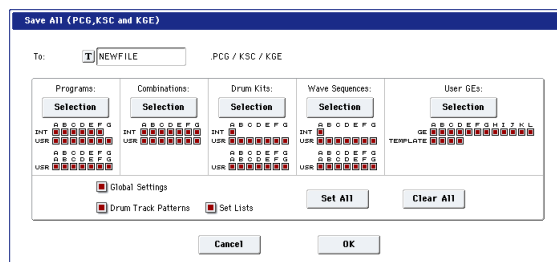 Save All (PCG,KSC and KGE)
To: T NEWFILE .PCG / KSC / KGE
Programs: Combinations: Drum Kits: Wave Sequences: User GEs:
Selection Selection Selection Selection Selection
A B C D E F G A B C D E F G A B C D E F G A B C D E F G A B C D E F G H I J K L
INT INT INT INT GE
USR USR USR USR TEMPLATE
A B C D E F G A B C D E F G A B C D E F G
A B C D E F G A B C D E F G A B C D E F G
USR USR USR
Global Settings
Drum Track Patterns Set Lists Set All Clear All
Cancel OK